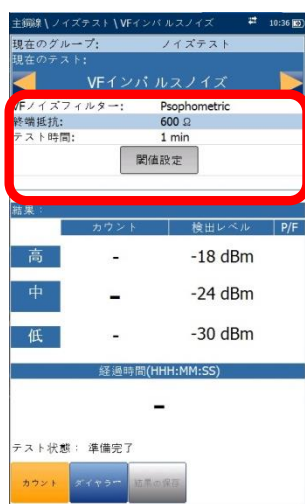 主銅線 \ ノイズテスト \ VFインパルスノイズ 10:36
現在のグループ: ノイズテスト
現在のテスト:
VFインパルスノイズ
VFノイズフィルター: Psophometric
終端抵抗: 600 Ω
テスト時間: 1 min
閾値設定
結果:
カウント 検出レベル P/F
高 - -18 dBm
中 - -24 dBm
低 - -30 dBm
経過時間(HHH:MM:SS)
-
テスト状態: 準備完了
カウント ダイヤラー 結果の保存